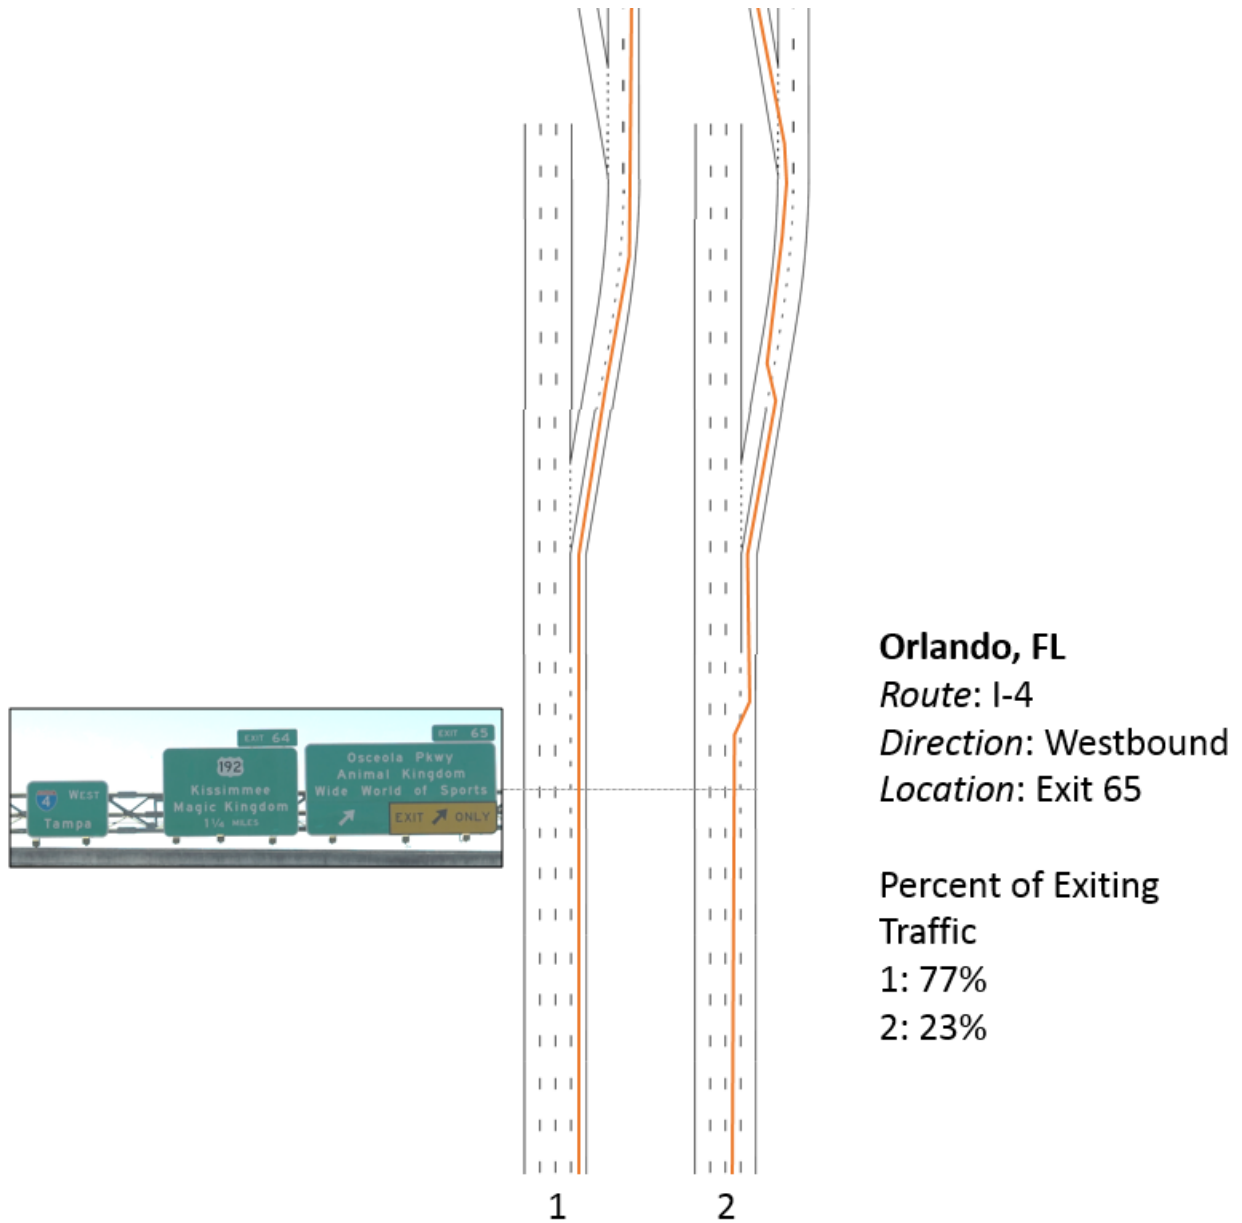 EXIT 64
EXIT 65
4 WEST
Tampa
192
Kissimmee
Magic Kingdom
1¼ MILES
Osceola Pkwy
Animal Kingdom
Wide World of Sports
EXIT ONLY
Orlando, FL
Route: I-4
Direction: Westbound
Location: Exit 65
Percent of Exiting
Traffic
1: 77%
2: 23%
1
2